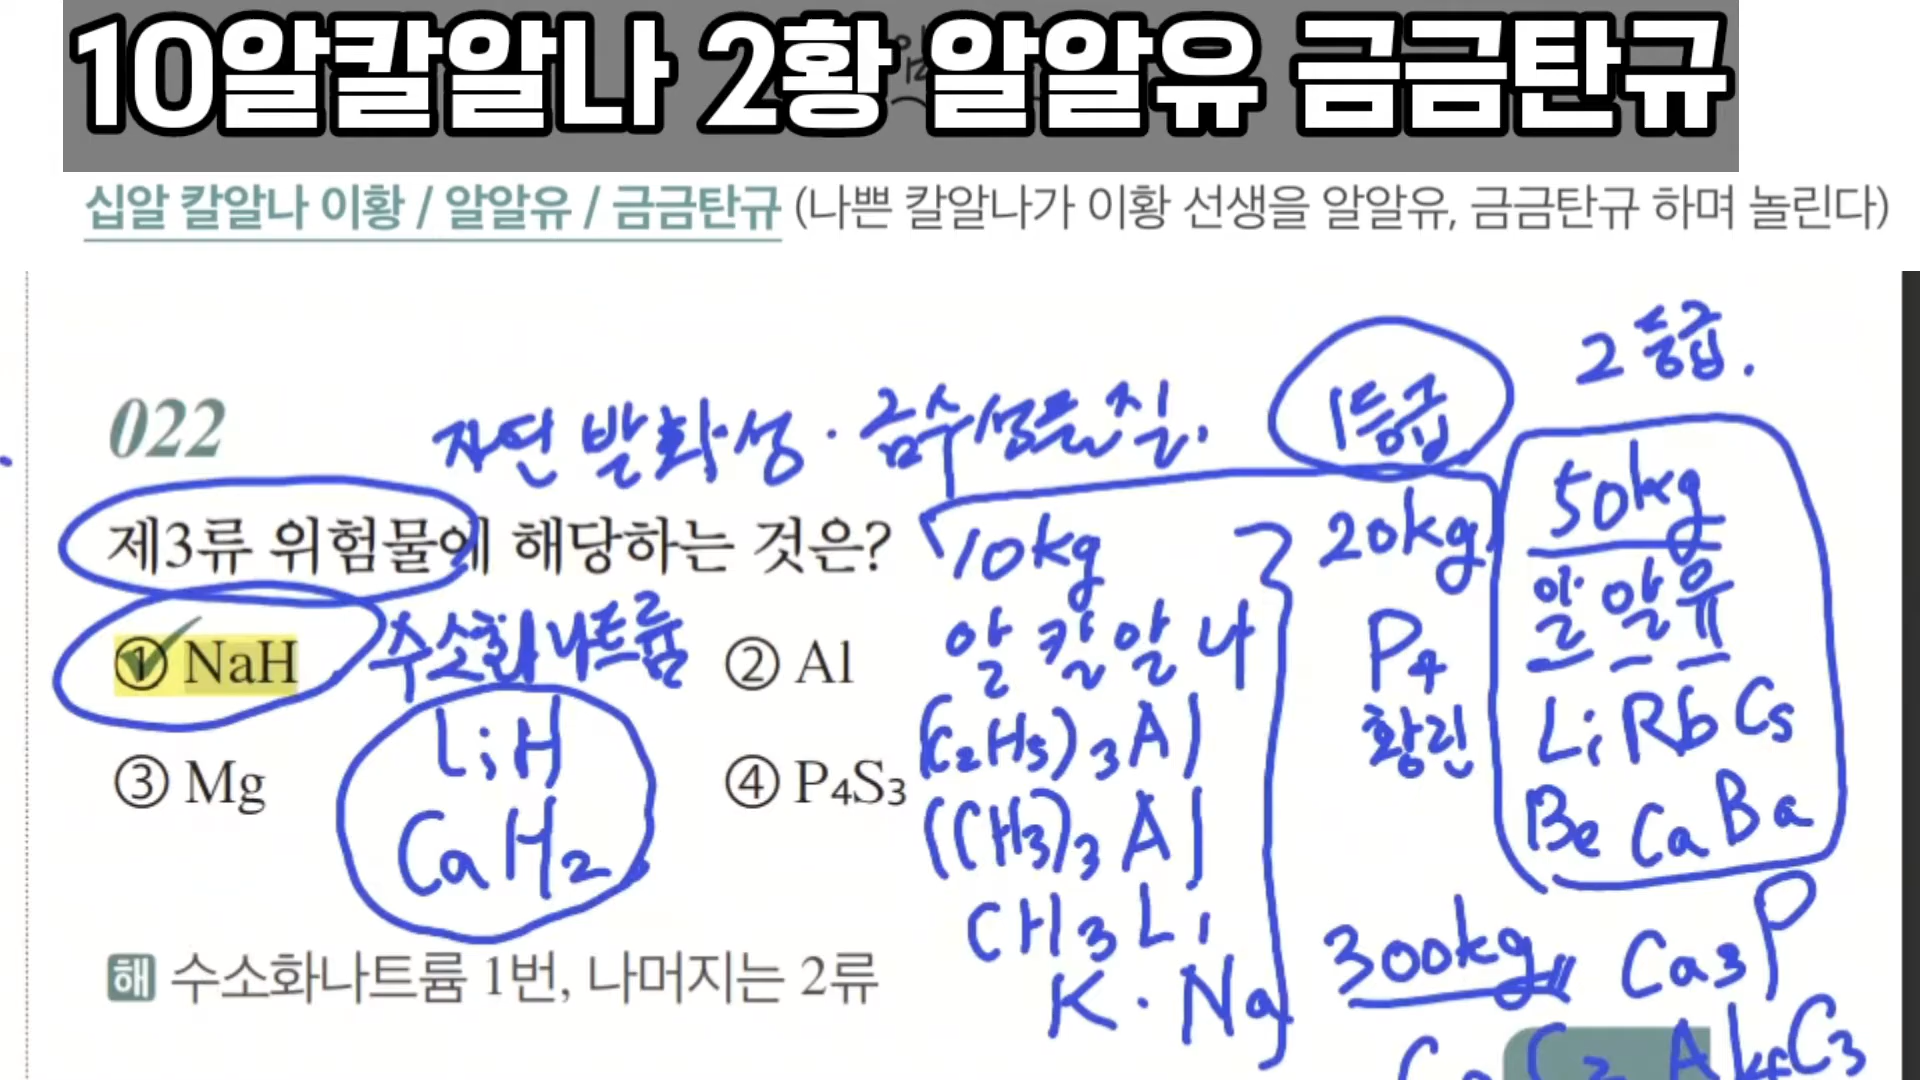 10알칼알나 2황 알알유 금금탄규
십알 칼알나 이황 / 알알유 / 금금탄규 (나쁜 칼알나가 이황 선생을 알알유, 금금탄규 하며 놀린다)
2등급.
022
자연발화성·금수성물질.
1등급
제3류 위험물에 해당하는 것은?
10kg
20kg
50kg
알칼알나
알알유
① NaH
수소화나트륨
② Al
P4
황린
(C2H5)3Al
Li Rb Cs
LiH
③ Mg
④ P₄S₃
(CH3)3Al
Be Ca Ba
CaH2
CH3Li
300kg
Ca3P
해 수소화나트륨 1번, 나머지는 2류
K·Na